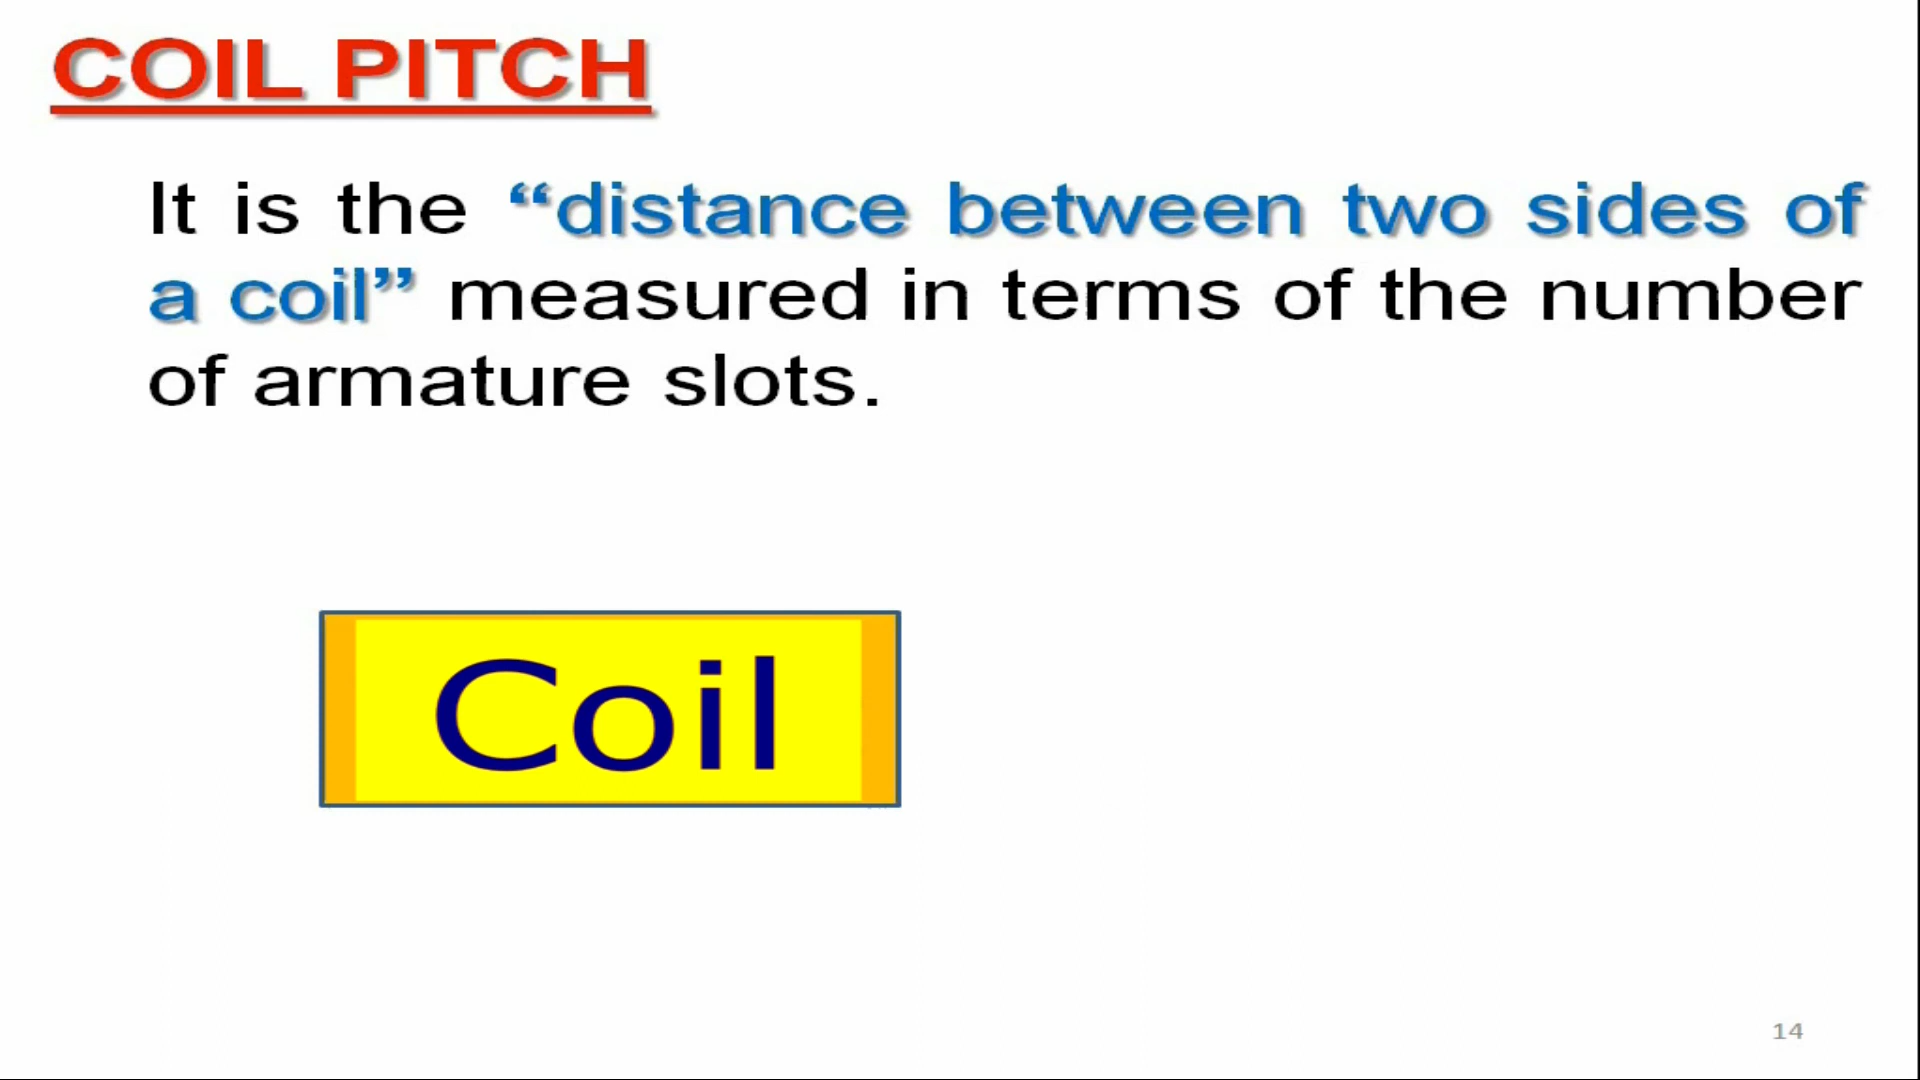 COIL PITCH
It is the “distance between two sides of
a coil” measured in terms of the number
of armature slots.
Coil
14